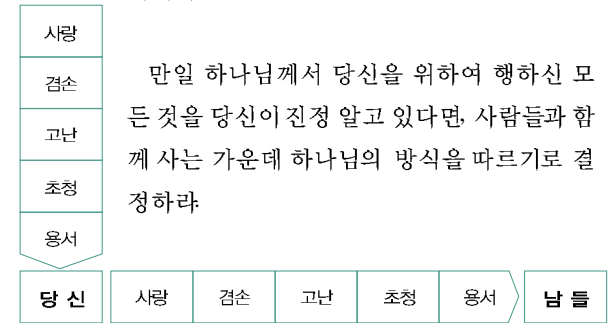 사랑
겸손
고난
초청
용서
만일 하나님께서 당신을 위하여 행하신 모
든 것을 당신이 진정 알고 있다면, 사람들과 함
께 사는 가운데 하나님의 방식을 따르기로 결
정하라.
당 신
사랑
겸손
고난
초청
용서
남 들